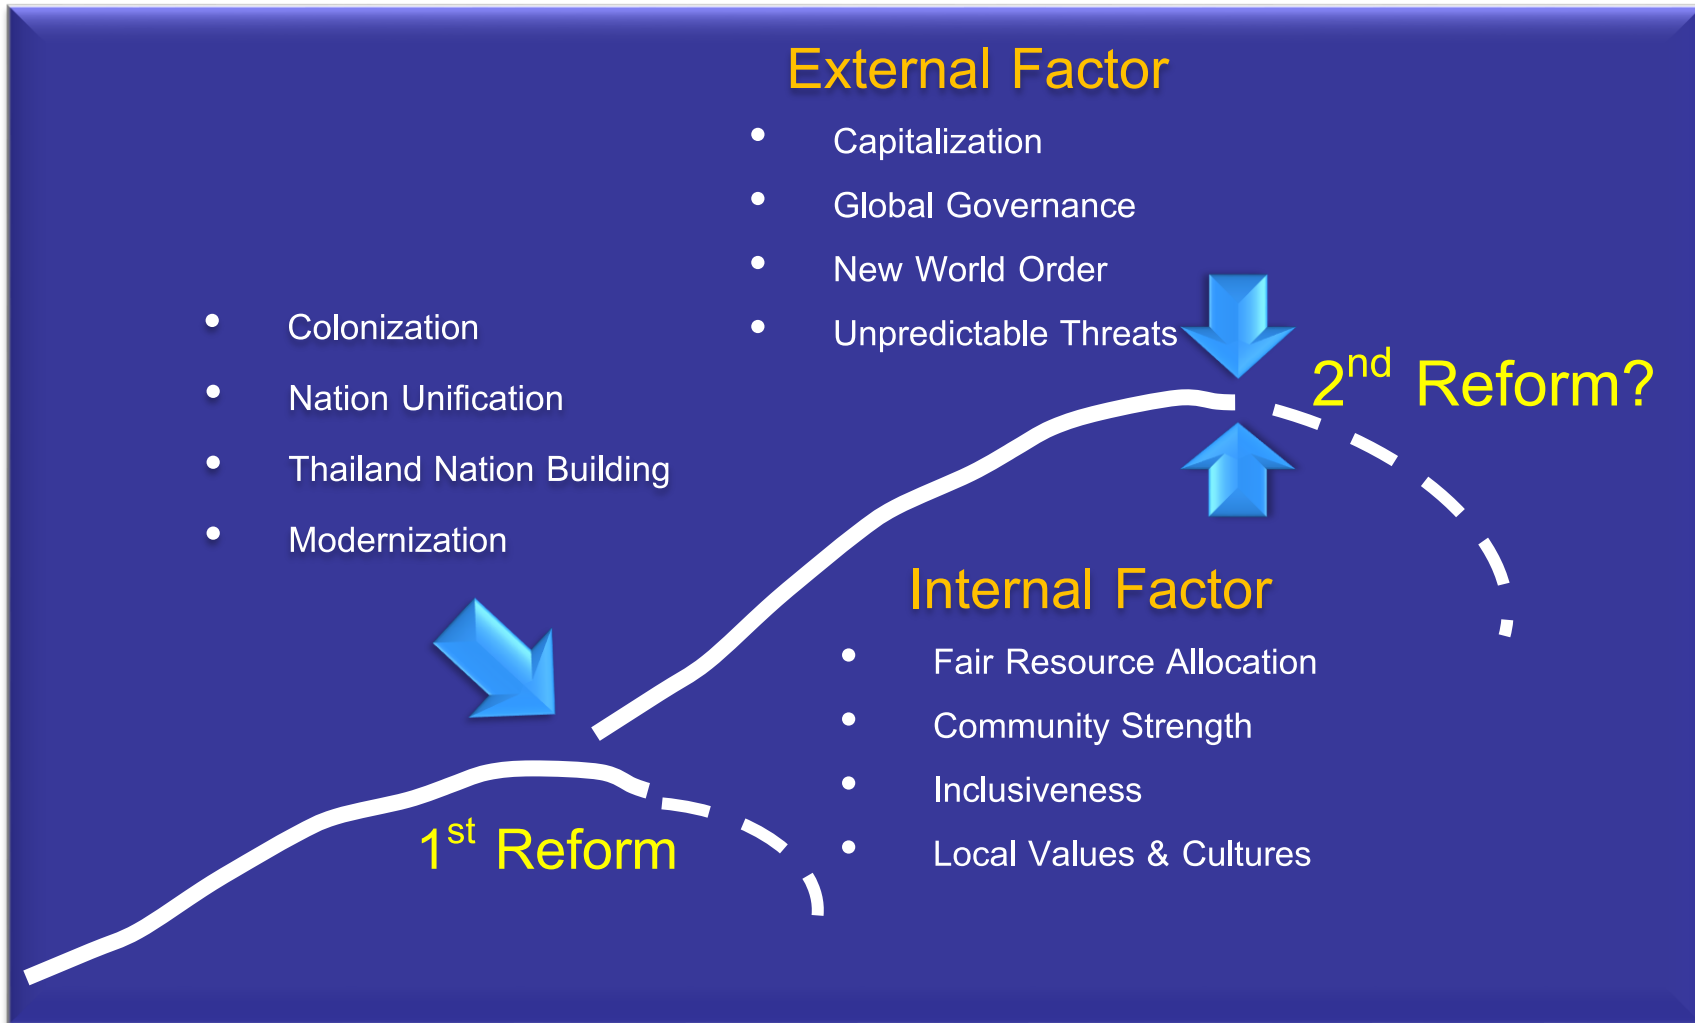 External Factor
• Capitalization
• Global Governance
• New World Order
• Unpredictable Threats
• Colonization
• Nation Unification
• Thailand Nation Building
• Modernization
2nd Reform?
Internal Factor
• Fair Resource Allocation
• Community Strength
• Inclusiveness
• Local Values & Cultures
1st Reform